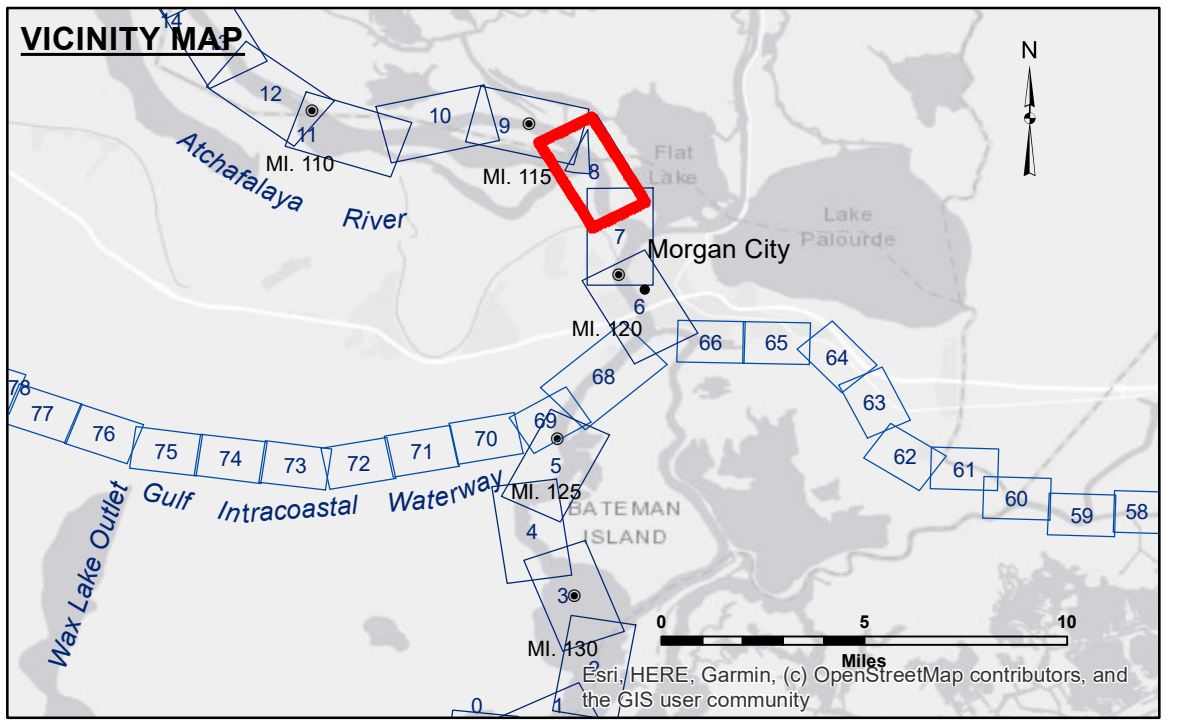 14
VICINITY MAP
13
N
12
10
9
11
Flat
Lake
MI. 110
MI. 115
8
Atchafalaya River
Lake
Palourde
7
Morgan City
6
MI. 120
66
65
64
68
63
78
77
76
69
75
74
73
72
71
70
62
61
5
60
59
58
Gulf Intracoastal Waterway
MI. 125
BATEMAN
ISLAND
4
Wax Lake Outlet
3
0 5 10
Miles
MI. 130
2
Esri, HERE, Garmin, (c) OpenStreetMap contributors, and
the GIS user community
0
1